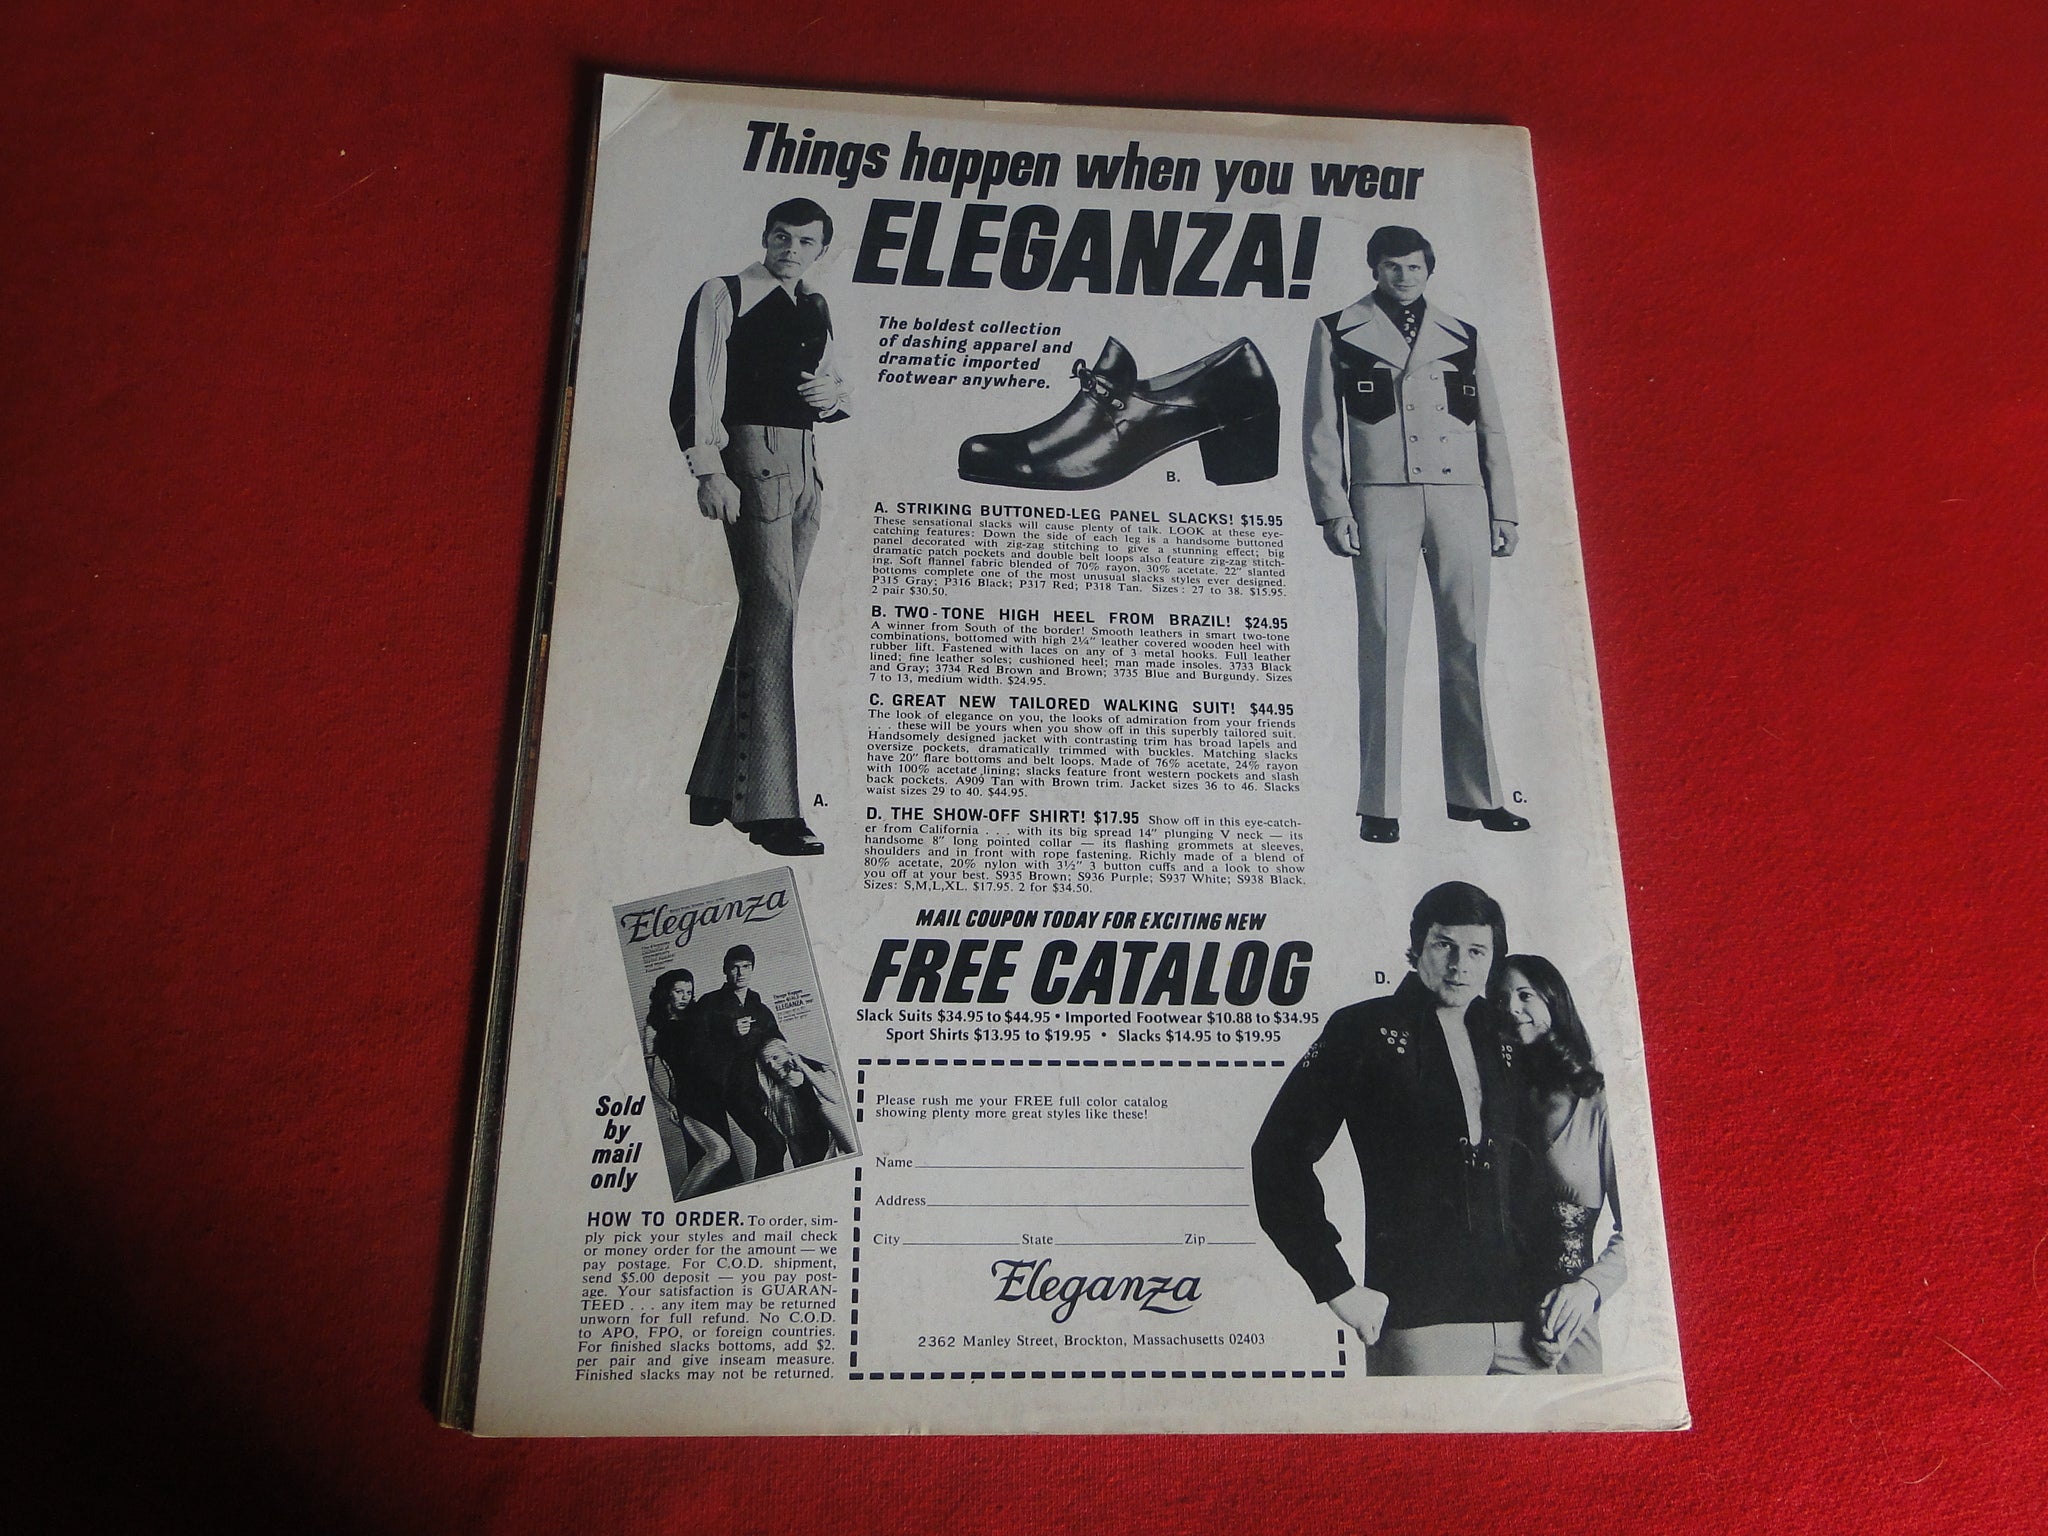 Things happen when you wear
ELEGANZA!
The boldest collection
of dashing apparel and
dramatic imported
footwear anywhere.
B.
A. STRIKING BUTTONED-LEG PANEL SLACKS! $15.95
These sensational slacks will cause plenty of talk. LOOK at these eye-
catching features: Down the side of each leg is a handsome buttoned
panel decorated with zig-zag stitching to give a stunning effect; big
dramatic patch pockets and double belt loops also feature zig-zag stitch-
ing. Soft flannel fabric blended of 70% rayon, 30% acetate. 22" slanted
bottoms complete one of the most unusual slacks styles ever designed.
P315 Gray; P316 Black; P317 Red; P318 Tan. Sizes: 27 to 38. $15.95.
2 pair $30.50.
B. TWO-TONE HIGH HEEL FROM BRAZIL! $24.95
A winner from South of the border! Smooth leathers in smart two-tone
combinations, bottomed with high 2¼" leather covered wooden heel with
rubber lift. Fastened with laces on any of 3 metal hooks. Full leather
lined; fine leather soles; cushioned heel; man made insoles. 3733 Black
and Gray; 3734 Red Brown and Brown; 3735 Blue and Burgundy. Sizes
7 to 13, medium width. $24.95.
C. GREAT NEW TAILORED WALKING SUIT! $44.95
The look of elegance on you, the looks of admiration from your friends
. . . these will be yours when you show off in this superbly tailored suit.
Handsomely designed jacket with contrasting trim has broad lapels and
oversize pockets, dramatically trimmed with buckles. Matching slacks
have 20" flare bottoms and belt loops. Made of 76% acetate, 24% rayon
with 100% acetate lining; slacks feature front western pockets and slash
back pockets. A909 Tan with Brown trim. Jacket sizes 36 to 46. Slacks
waist sizes 29 to 40. $44.95.
A.
C.
D. THE SHOW-OFF SHIRT! $17.95 Show off in this eye-catch-
er from California . . . with its big spread 14" plunging V neck — its
handsome 8" long pointed collar — its flashing grommets at sleeves,
shoulders and in front with rope fastening. Richly made of a blend of
80% acetate, 20% nylon with 3½" 3 button cuffs and a look to show
you off at your best. S935 Brown; S936 Purple; S937 White; S938 Black.
Sizes: S,M,L,XL. $17.95. 2 for $34.50.
Eleganza
ELEGANZA
MAIL COUPON TODAY FOR EXCITING NEW
FREE CATALOG
D.
Slack Suits $34.95 to $44.95 • Imported Footwear $10.88 to $34.95
Sport Shirts $13.95 to $19.95 • Slacks $14.95 to $19.95
Sold
by
mail
only
Please rush me your FREE full color catalog
showing plenty more great styles like these!
Name
Address
City State Zip
Eleganza
2362 Manley Street, Brockton, Massachusetts 02403
HOW TO ORDER. To order, sim-
ply pick your styles and mail check
or money order for the amount — we
pay postage. For C.O.D. shipment,
send $5.00 deposit — you pay post-
age. Your satisfaction is GUARAN-
TEED . . . any item may be returned
unworn for full refund. No C.O.D.
to APO, FPO, or foreign countries.
For finished slacks bottoms, add $2.
per pair and give inseam measure.
Finished slacks may not be returned.